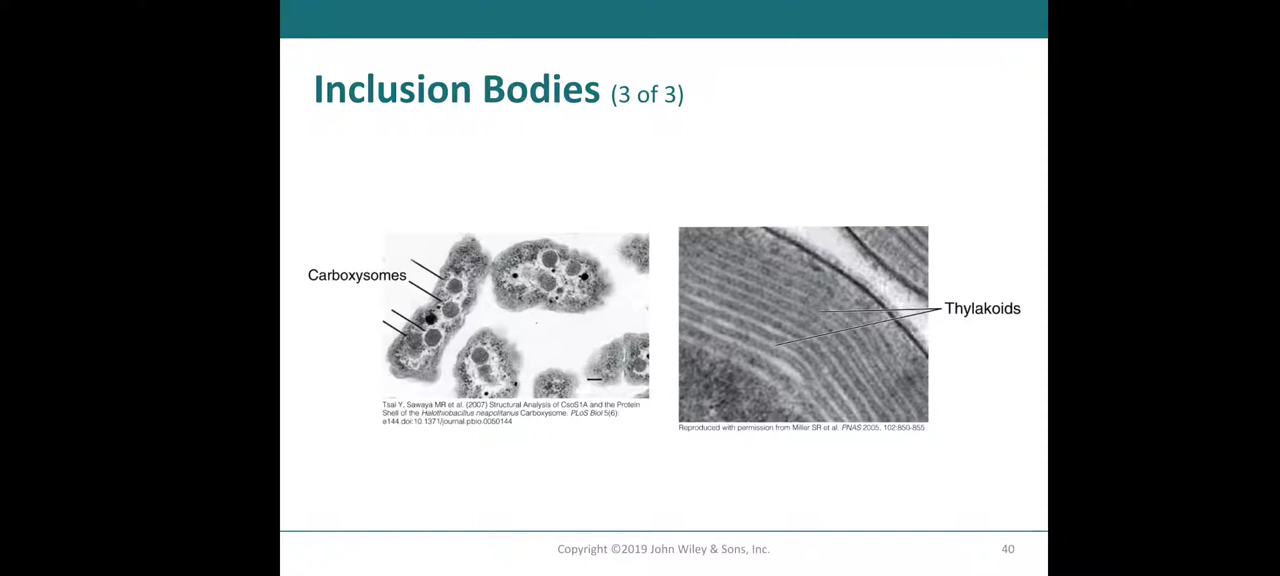 Inclusion Bodies (3 of 3)
Carboxysomes
Thylakoids
Tsai Y, Sawaya MR et al. (2007) Structural Analysis of CsoS1A and the Protein
Shell of the Halothiobacillus neapolitanus Carboxysome. PLoS Biol 5(6):
e144.doi:10.1371/journal.pbio.0050144
Reproduced with permission from Miller SR et al. PNAS 2005, 102:850-855
Copyright ©2019 John Wiley & Sons, Inc.
40